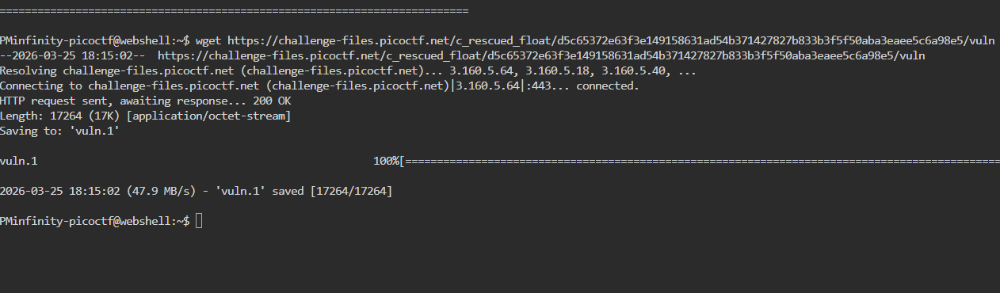 ==========================================================================
PMinfinity-picoctf@webshell:~$ wget https://challenge-files.picoctf.net/c_rescued_float/d5c65372e63f3e149158631ad54b371427827b833b3f5f50aba3eaee5c6a98e5/vuln
--2026-03-25 18:15:02--  https://challenge-files.picoctf.net/c_rescued_float/d5c65372e63f3e149158631ad54b371427827b833b3f5f50aba3eaee5c6a98e5/vuln
Resolving challenge-files.picoctf.net (challenge-files.picoctf.net)... 3.160.5.64, 3.160.5.18, 3.160.5.40, ...
Connecting to challenge-files.picoctf.net (challenge-files.picoctf.net)|3.160.5.64|:443... connected.
HTTP request sent, awaiting response... 200 OK
Length: 17264 (17K) [application/octet-stream]
Saving to: 'vuln.1'
vuln.1                                                     100%[==============================================================================================
2026-03-25 18:15:02 (47.9 MB/s) - 'vuln.1' saved [17264/17264]
PMinfinity-picoctf@webshell:~$